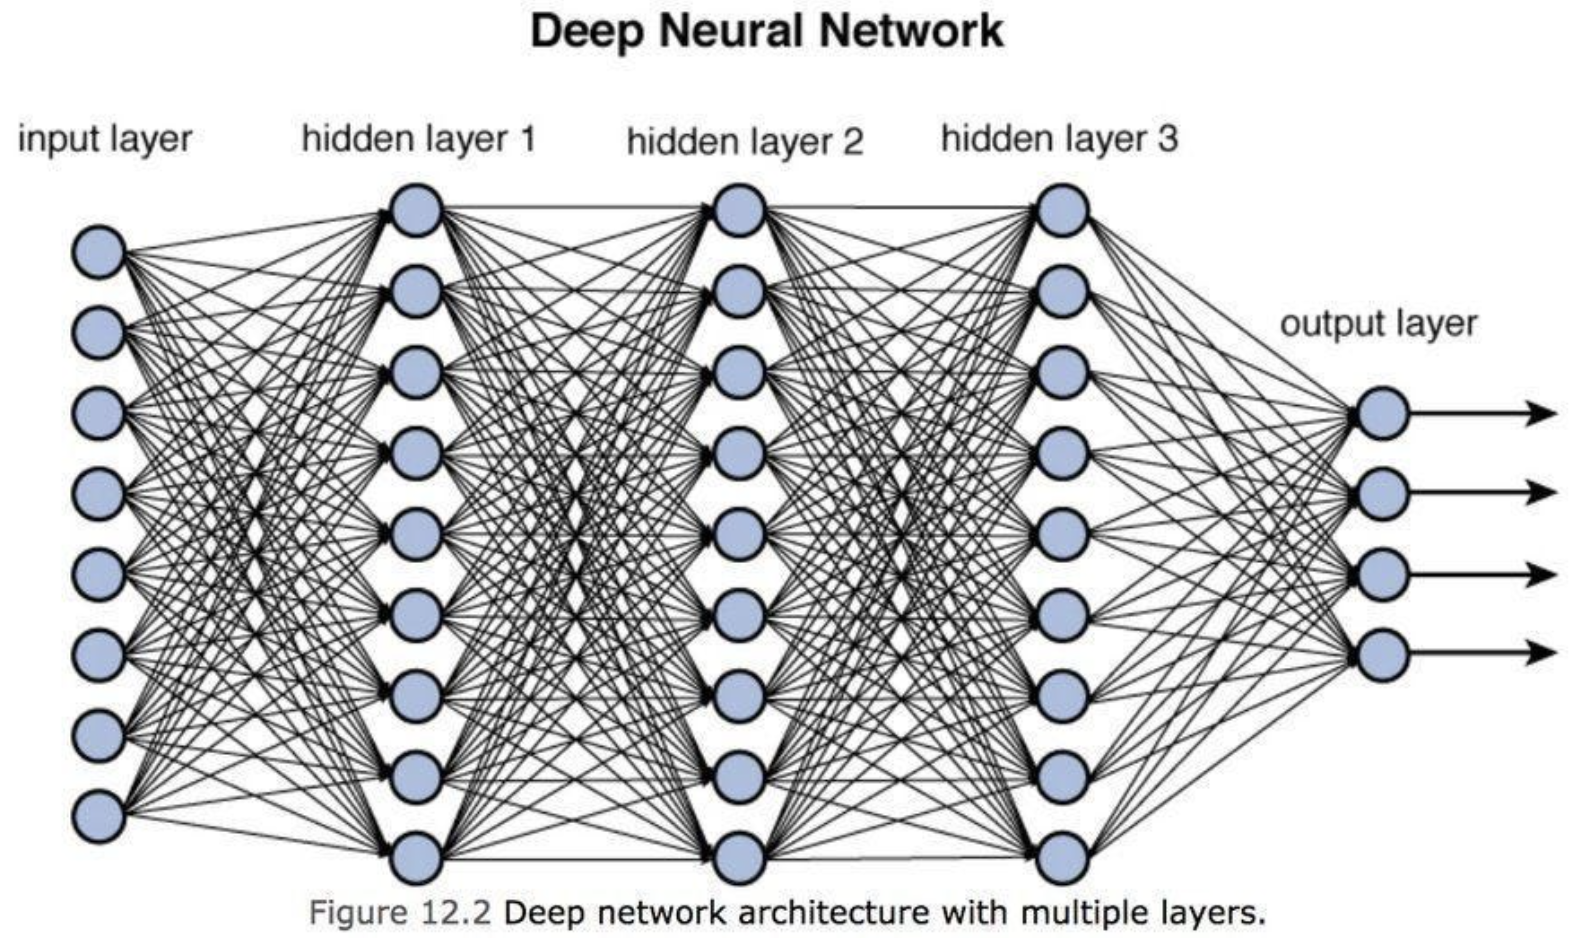 Deep Neural Network
input layer
hidden layer 1
hidden layer 2
hidden layer 3
output layer
Figure 12.2 Deep network architecture with multiple layers.